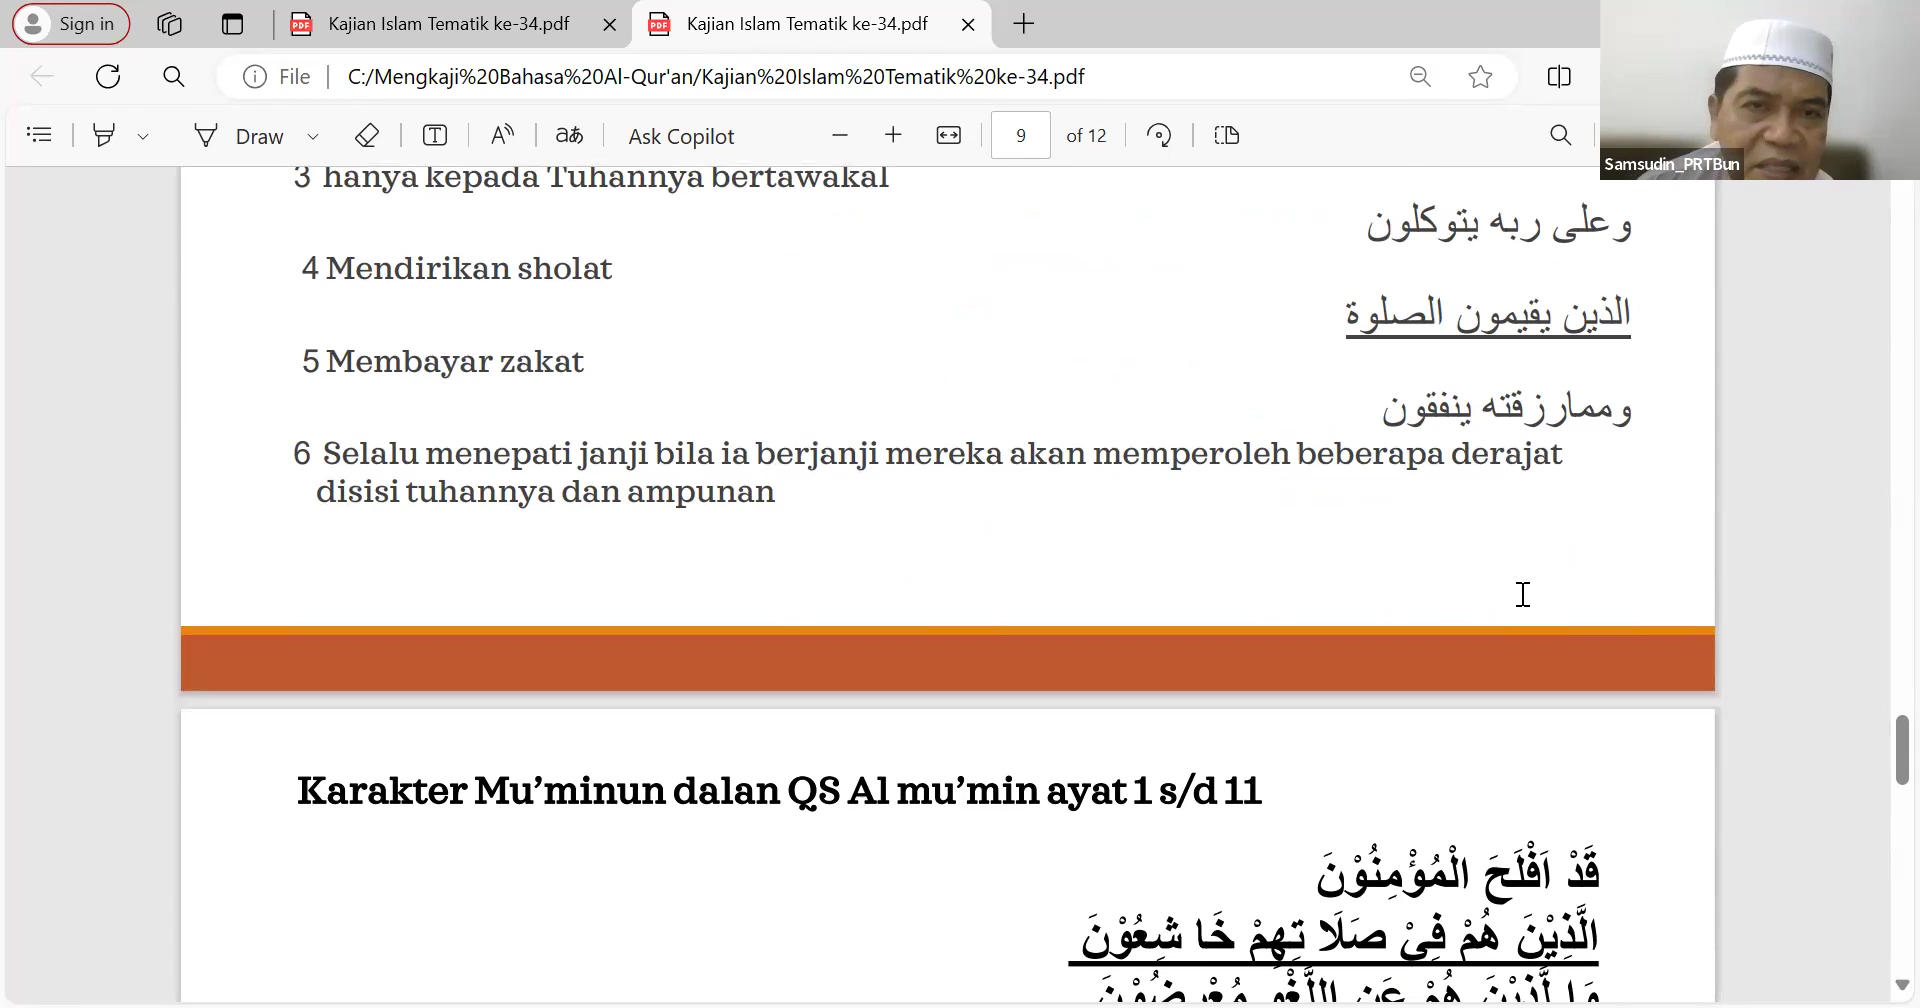 Sign in
Kajian Islam Tematik ke-34.pdf
Kajian Islam Tematik ke-34.pdf
File
C:/Mengkaji%20Bahasa%20Al-Qur'an/Kajian%20Islam%20Tematik%20ke-34.pdf
Draw
Ask Copilot
9 of 12
Samsudin_PRTBun
3 hanya kepada Tuhannya bertawakal
وعلى ربه يتوكلون
4 Mendirikan sholat
الذين يقيمون الصلوة
5 Membayar zakat
وممارزقته ينفقون
6 Selalu menepati janji bila ia berjanji mereka akan memperoleh beberapa derajat
disisi tuhannya dan ampunan
Karakter Mu’minun dalan QS Al mu’min ayat 1 s/d 11
قَدْ اَفْلَحَ الْمُؤْمِنُوْنَ
الَّذِيْنَ هُمْ فِيْ صَلَا تِهِمْ خَا شِعُوْنَ
وَا لَّذِيْنَ هُمْ عَنِ اللَّغْوِ مُعْرِضُوْنَ